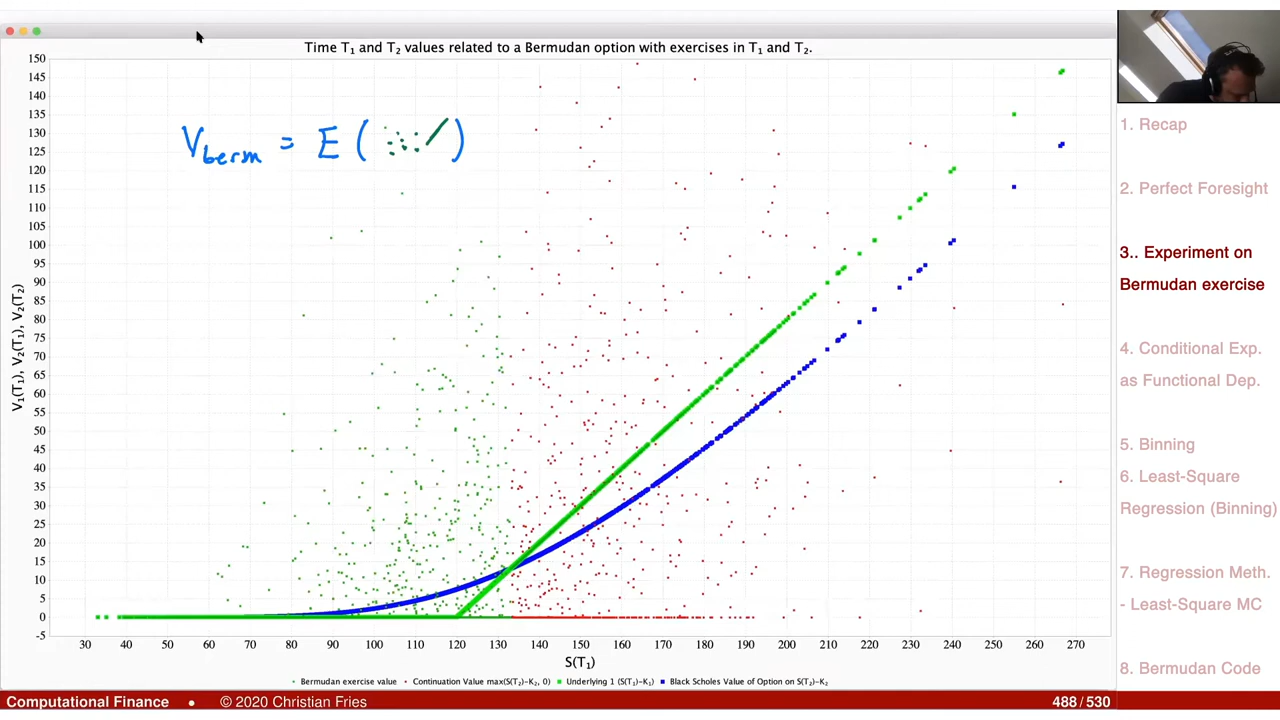 Time T₁ and T₂ values related to a Bermudan option with exercises in T₁ and T₂.
V₁(T₁), V₂(T₁), V₂(T₂)
150
145
140
135
130
125
120
115
110
105
100
95
90
85
80
75
70
65
60
55
50
45
40
35
30
25
20
15
10
5
0
-5
V berm = E ( )
30 40 50 60 70 80 90 100 110 120 130 140 150 160 170 180 190 200 210 220 230 240 250 260 270
S(T₁)
Bermudan exercise value Continuation Value max(S(T₂)-K₂, 0) Underlying 1 (S(T₁)-K₁) Black Scholes Value of Option on S(T₂)-K₂
1. Recap
2. Perfect Foresight
3.. Experiment on
Bermudan exercise
4. Conditional Exp.
as Functional Dep.
5. Binning
6. Least-Square
Regression (Binning)
7. Regression Meth.
- Least-Square MC
8. Bermudan Code
Computational Finance • © 2020 Christian Fries 488 / 530